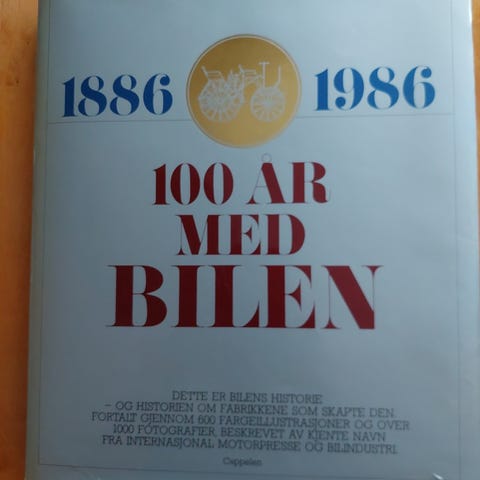 1886 1986
100 ÅR
MED
BILEN
DETTE ER BILENS HISTORIE
– OG HISTORIEN OM FABRIKKENE SOM SKAPTE DEN.
FORTALT GJENNOM 600 FARGEILLUSTRASJONER OG OVER
1000 FOTOGRAFIER, BESKREVET AV KJENTE NAVN
FRA INTERNASJONAL MOTORPRESSE OG BILINDUSTRI.
Cappelen